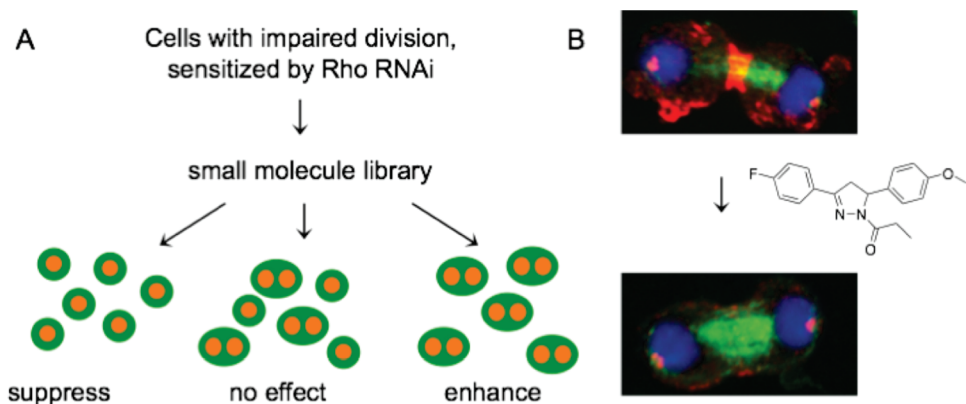 A
Cells with impaired division,
sensitized by Rho RNAi
small molecule library
suppress
no effect
enhance
B
F
O
N
N
O